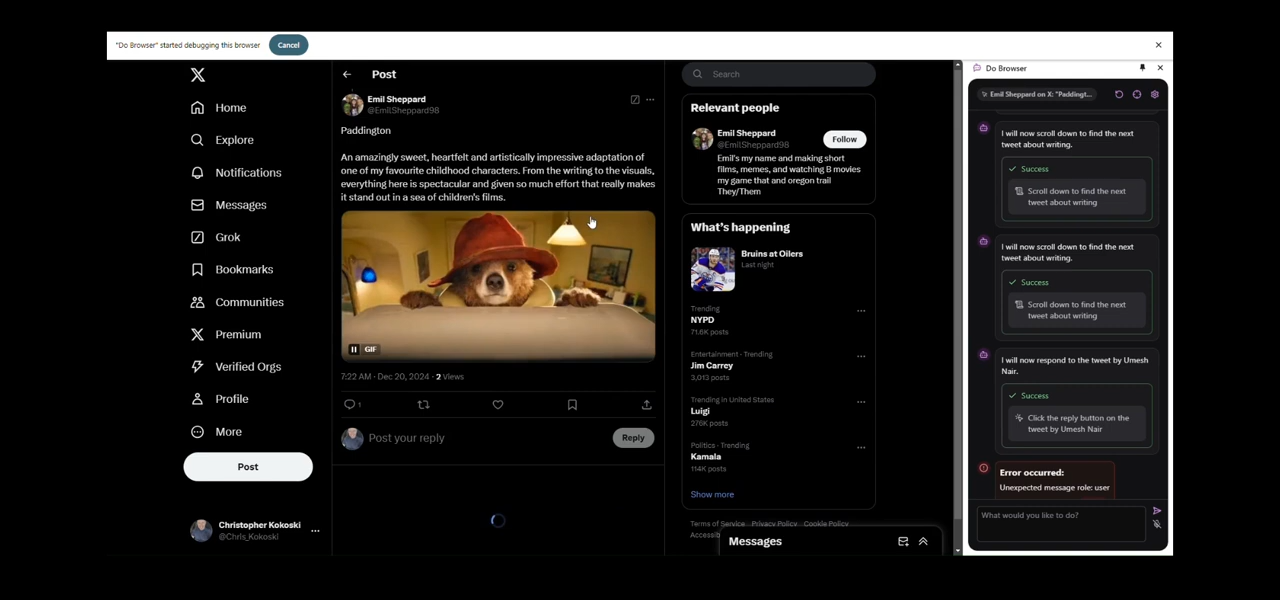 "Do Browser" started debugging this browser
Cancel
Home
Explore
Notifications
Messages
Grok
Bookmarks
Communities
Premium
Verified Orgs
Profile
More
Post
Christopher Kokoski
@Chris_Kokoski
Post
Emil Sheppard
@EmilSheppard98
Paddington
An amazingly sweet, heartfelt and artistically impressive adaptation of
one of my favourite childhood characters. From the writing to the visuals,
everything here is spectacular and given so much effort that really makes
it stand out in a sea of children's films.
GIF
7:22 AM · Dec 20, 2024 · 2 Views
1
Post your reply
Reply
Search
Relevant people
Emil Sheppard
@EmilSheppard98
Follow
Emil's my name and making short
films, memes, and watching B movies
my game that and oregon trail
They/Them
What's happening
Bruins at Oilers
Last night
Trending
NYPD
71.6K posts
Entertainment · Trending
Jim Carrey
3,013 posts
Trending in United States
Luigi
276K posts
Politics · Trending
Kamala
114K posts
Show more
Terms of Service Privacy Policy Cookie Policy
Accessib
Messages
Do Browser
Emil Sheppard on X: "Paddingt...
I will now scroll down to find the next
tweet about writing.
Success
Scroll down to find the next
tweet about writing
I will now scroll down to find the next
tweet about writing.
Success
Scroll down to find the next
tweet about writing
I will now respond to the tweet by Umesh
Nair.
Success
Click the reply button on the
tweet by Umesh Nair
Error occurred:
Unexpected message role: user
What would you like to do?